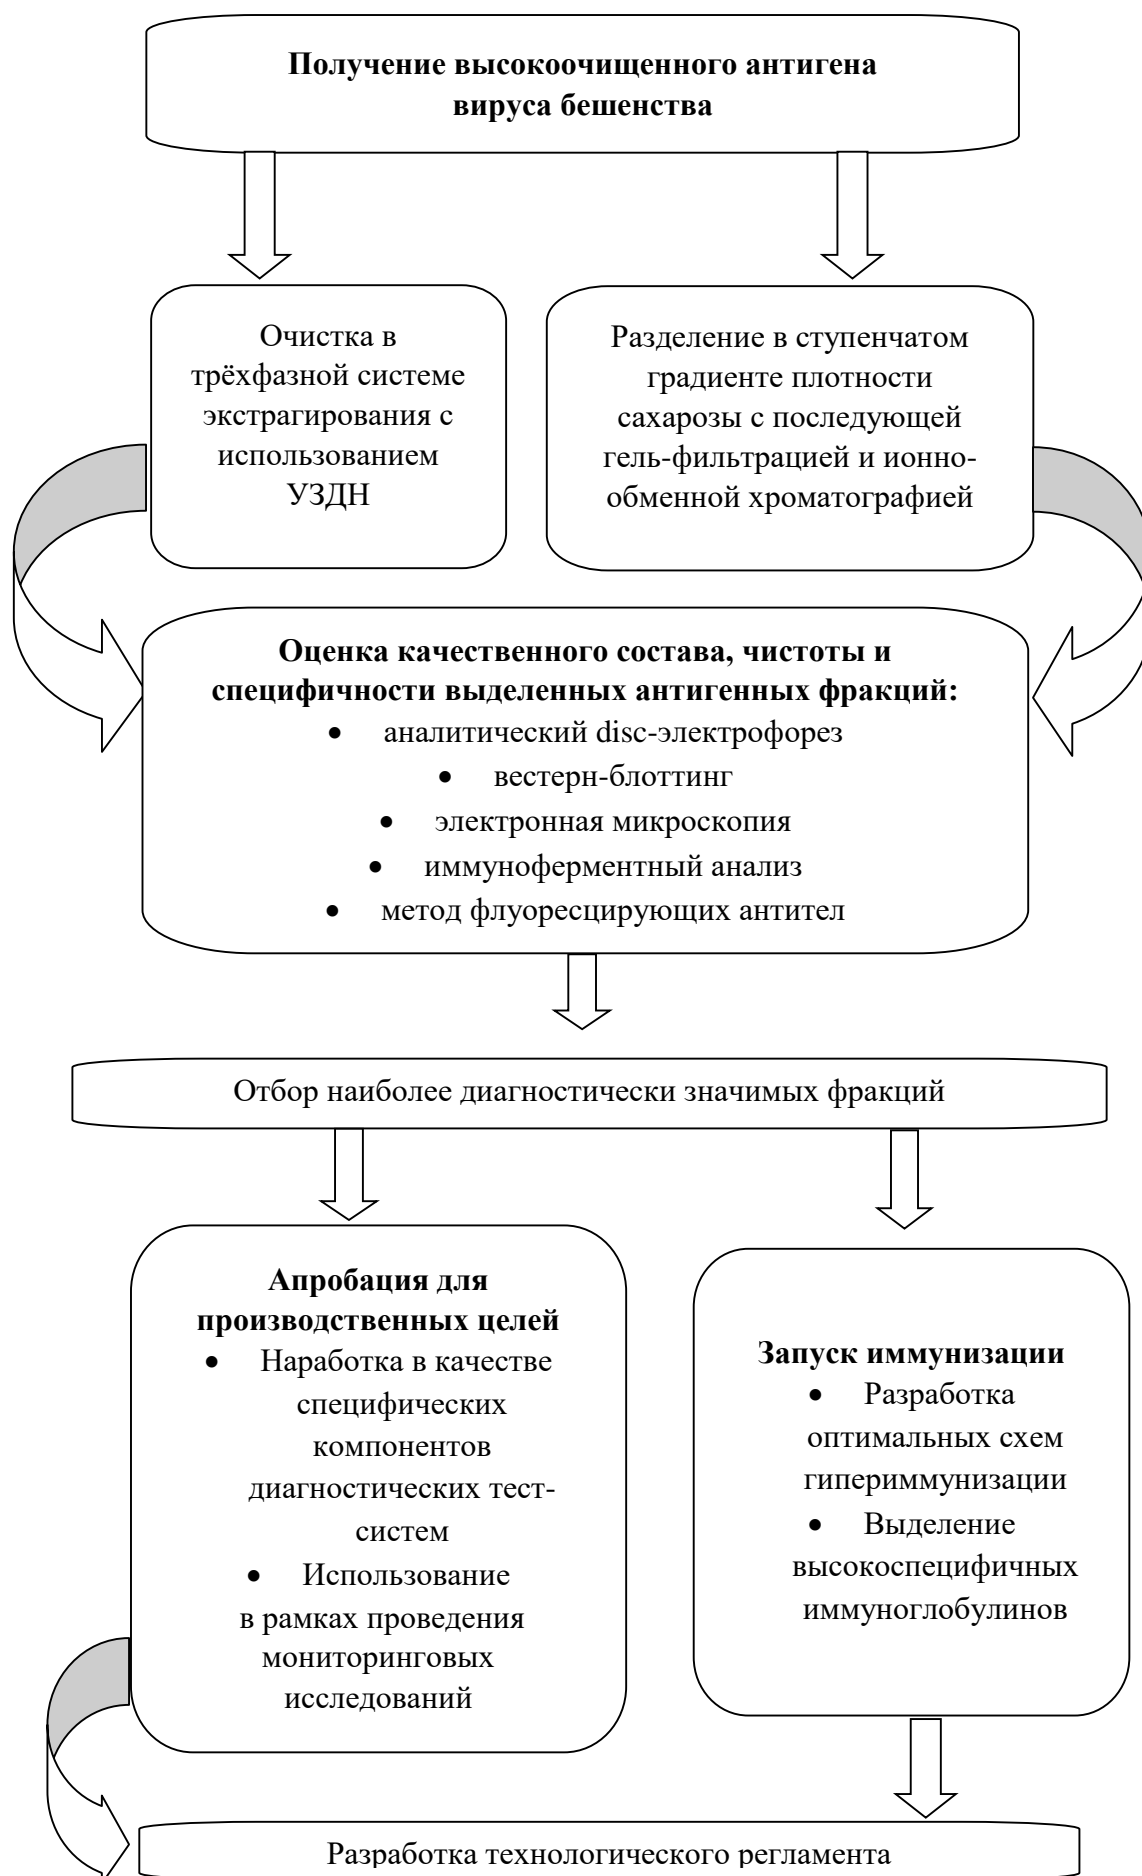 Получение высокоочищенного антигена
вируса бешенства
Очистка в
трёхфазной системе
экстрагирования с
использованием
УЗДН
Разделение в ступенчатом
градиенте плотности
сахарозы с последующей
гель-фильтрацией и ионно-
обменной хроматографией
Оценка качественного состава, чистоты и
специфичности выделенных антигенных фракций:
• аналитический disc-электрофорез
• вестерн-блоттинг
• электронная микроскопия
• иммуноферментный анализ
• метод флуоресцирующих антител
Отбор наиболее диагностически значимых фракций
Апробация для
производственных целей
• Наработка в качестве
специфических
компонентов
диагностических тест-
систем
• Использование
в рамках проведения
мониторинговых
исследований
Запуск иммунизации
• Разработка
оптимальных схем
гипериммунизации
• Выделение
высокоспецифичных
иммуноглобулинов
Разработка технологического регламента